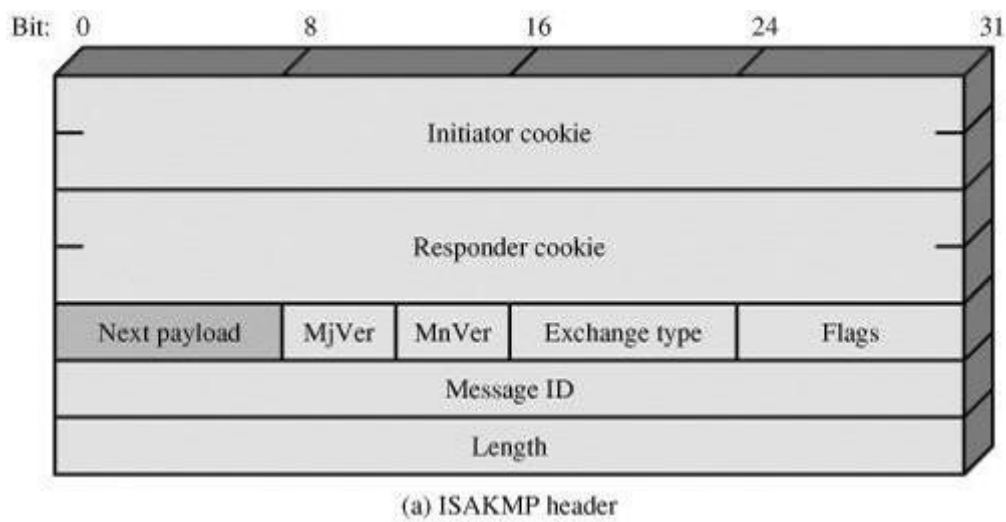 Bit: 0 8 16 24 31
Initiator cookie
Responder cookie
Next payload MjVer MnVer Exchange type Flags
Message ID
Length
(a) ISAKMP header